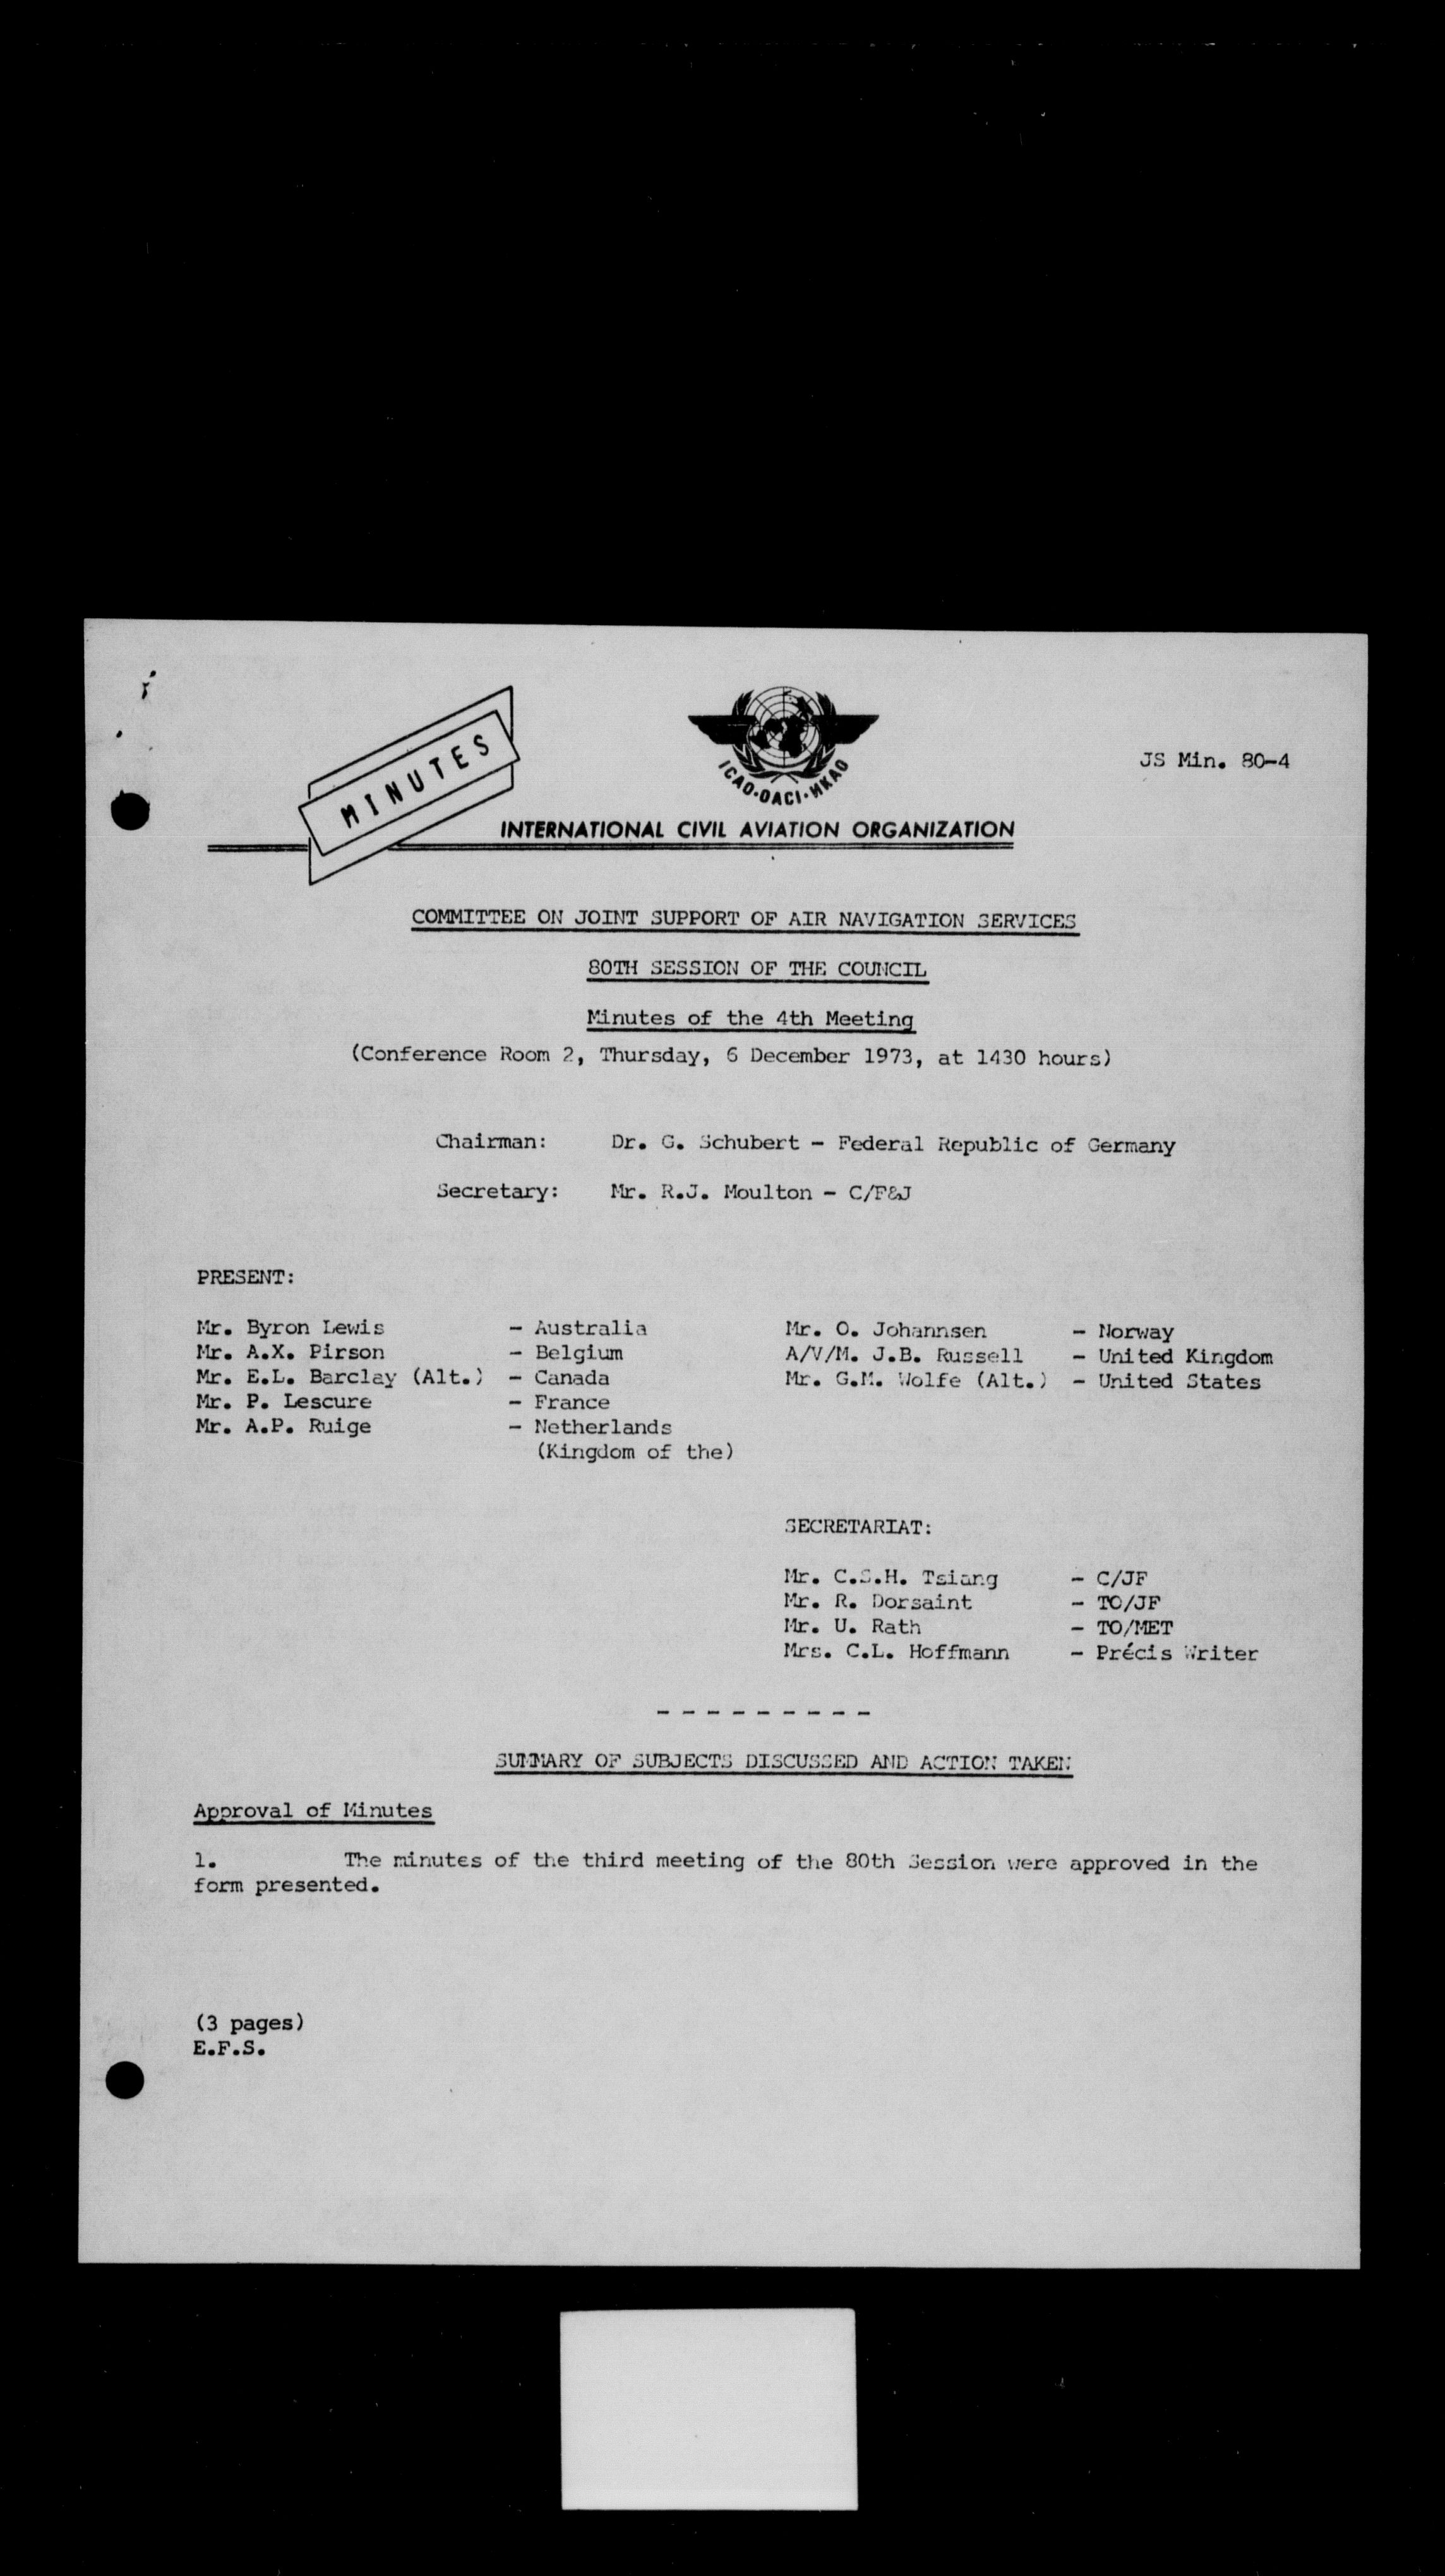 MINUTES
ICAO·OACI·ИКАО
JS Min. 80-4
INTERNATIONAL CIVIL AVIATION ORGANIZATION
COMMITTEE ON JOINT SUPPORT OF AIR NAVIGATION SERVICES
80TH SESSION OF THE COUNCIL
Minutes of the 4th Meeting
(Conference Room 2, Thursday, 6 December 1973, at 1430 hours)
Chairman: Dr. G. Schubert - Federal Republic of Germany
Secretary: Mr. R.J. Moulton - C/F&J
PRESENT:
Mr. Byron Lewis - Australia
Mr. A.X. Pirson - Belgium
Mr. E.L. Barclay (Alt.) - Canada
Mr. P. Lescure - France
Mr. A.P. Ruige - Netherlands
(Kingdom of the)
Mr. O. Johannsen - Norway
A/V/M. J.B. Russell - United Kingdom
Mr. G.M. Wolfe (Alt.) - United States
SECRETARIAT:
Mr. C.S.H. Tsiang - C/JF
Mr. R. Dorsaint - TO/JF
Mr. U. Rath - TO/MET
Mrs. C.L. Hoffmann - Précis Writer
- - - - - - - - -
SUMMARY OF SUBJECTS DISCUSSED AND ACTION TAKEN
Approval of Minutes
1. The minutes of the third meeting of the 80th Session were approved in the
form presented.
(3 pages)
E.F.S.